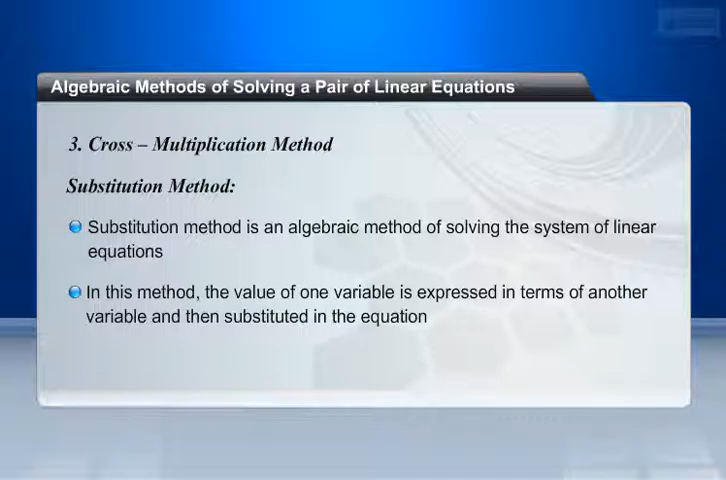 Algebraic Methods of Solving a Pair of Linear Equations
3. Cross – Multiplication Method
Substitution Method:
Substitution method is an algebraic method of solving the system of linear
equations
In this method, the value of one variable is expressed in terms of another
variable and then substituted in the equation